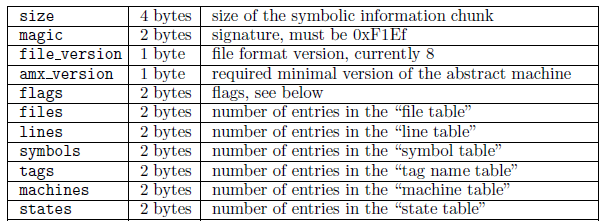 size 4 bytes size of the symbolic information chunk
magic 2 bytes signature, must be 0xF1Ef
file_version 1 byte file format version, currently 8
amx_version 1 byte required minimal version of the abstract machine
flags 2 bytes flags, see below
files 2 bytes number of entries in the “file table”
lines 2 bytes number of entries in the “line table”
symbols 2 bytes number of entries in the “symbol table”
tags 2 bytes number of entries in the “tag name table”
machines 2 bytes number of entries in the “machine table”
states 2 bytes number of entries in the “state table”